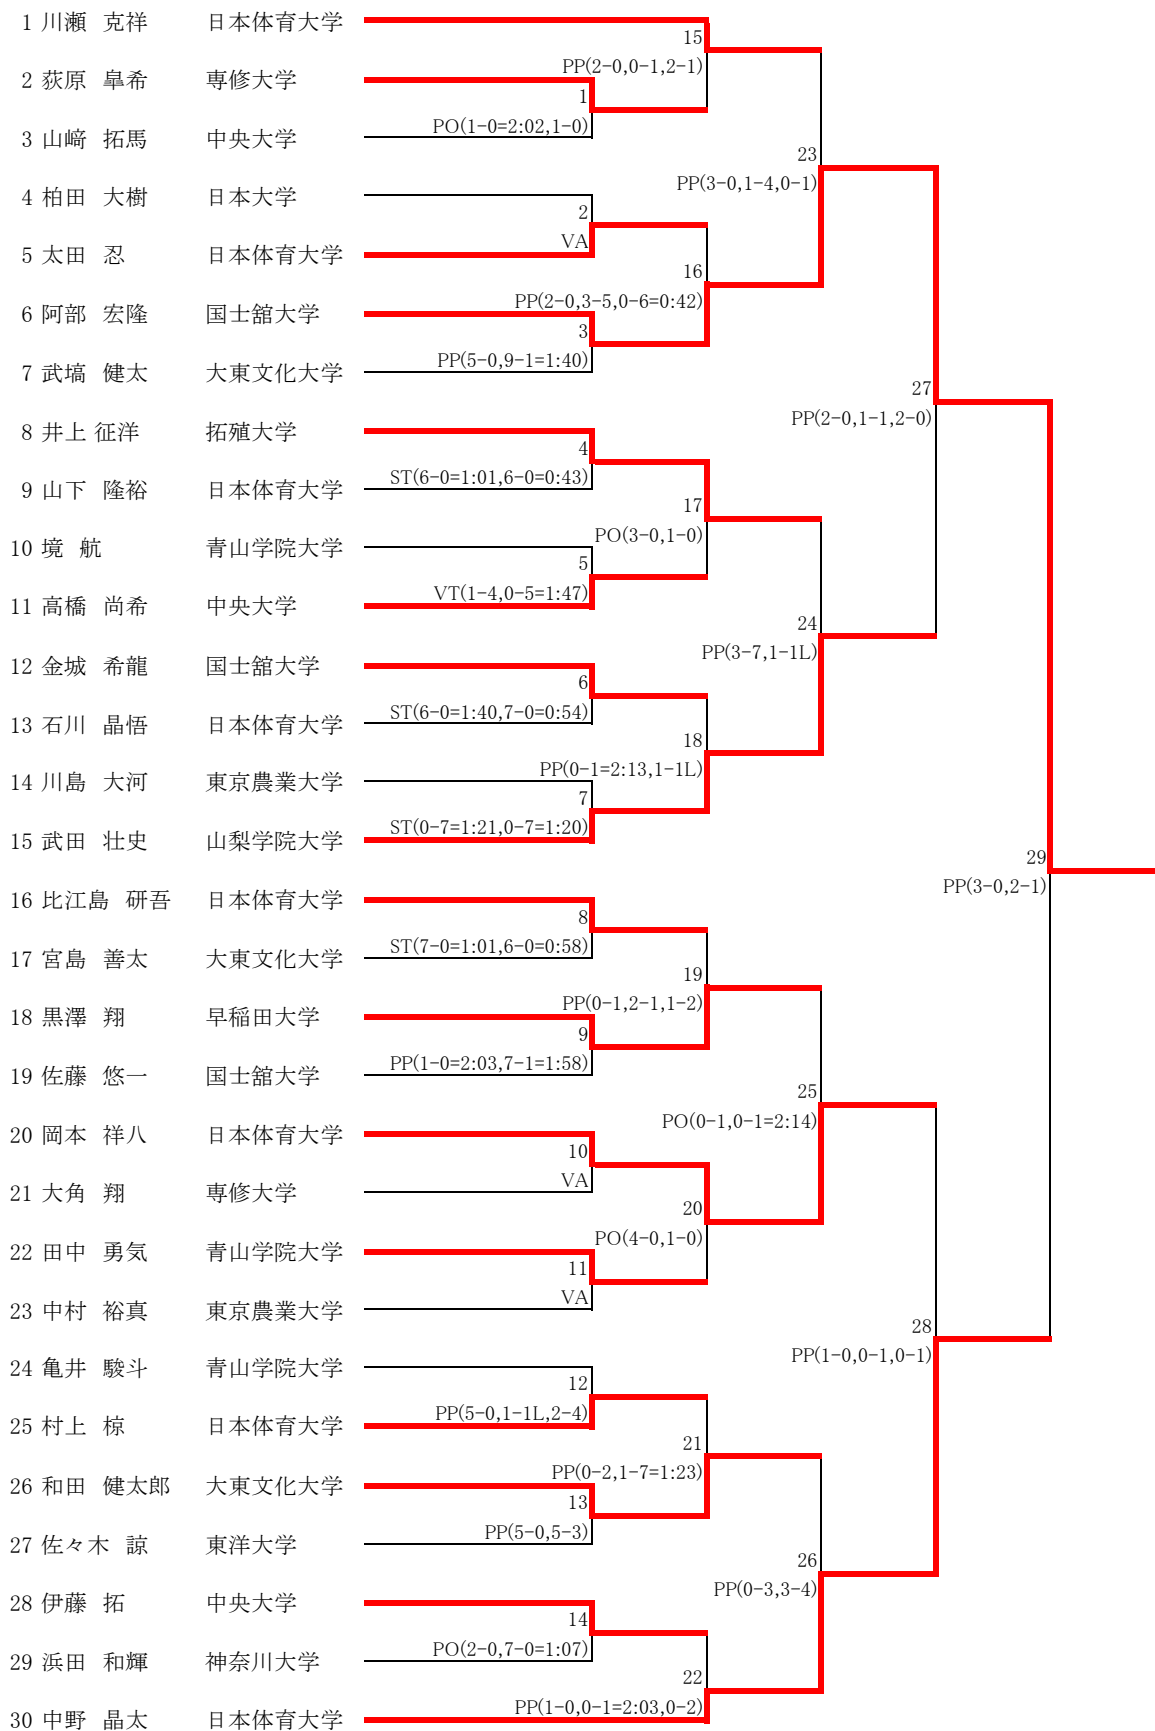 1 川瀬 克祥 日本体育大学
15
PP(2-0,0-1,2-1)
2 荻原 皐希 専修大学
1
PO(1-0=2:02,1-0)
3 山﨑 拓馬 中央大学
23
PP(3-0,1-4,0-1)
4 柏田 大樹 日本大学
2
VA
5 太田 忍 日本体育大学
16
PP(2-0,3-5,0-6=0:42)
6 阿部 宏隆 国士舘大学
3
PP(5-0,9-1=1:40)
7 武塙 健太 大東文化大学
27
PP(2-0,1-1,2-0)
8 井上 征洋 拓殖大学
4
ST(6-0=1:01,6-0=0:43)
9 山下 隆裕 日本体育大学
17
PO(3-0,1-0)
10 境 航 青山学院大学
5
VT(1-4,0-5=1:47)
11 高橋 尚希 中央大学
24
PP(3-7,1-1L)
12 金城 希龍 国士舘大学
6
ST(6-0=1:40,7-0=0:54)
13 石川 晶悟 日本体育大学
18
PP(0-1=2:13,1-1L)
14 川島 大河 東京農業大学
7
ST(0-7=1:21,0-7=1:20)
15 武田 壮史 山梨学院大学
29
PP(3-0,2-1)
16 比江島 研吾 日本体育大学
8
ST(7-0=1:01,6-0=0:58)
17 宮島 善太 大東文化大学
19
PP(0-1,2-1,1-2)
18 黒澤 翔 早稲田大学
9
PP(1-0=2:03,7-1=1:58)
19 佐藤 悠一 国士舘大学
25
PO(0-1,0-1=2:14)
20 岡本 祥八 日本体育大学
10
VA
21 大角 翔 専修大学
20
PO(4-0,1-0)
22 田中 勇気 青山学院大学
11
VA
23 中村 裕真 東京農業大学
28
PP(1-0,0-1,0-1)
24 亀井 駿斗 青山学院大学
12
PP(5-0,1-1L,2-4)
25 村上 椋 日本体育大学
21
PP(0-2,1-7=1:23)
26 和田 健太郎 大東文化大学
13
PP(5-0,5-3)
27 佐々木 諒 東洋大学
26
PP(0-3,3-4)
28 伊藤 拓 中央大学
14
PO(2-0,7-0=1:07)
29 浜田 和輝 神奈川大学
22
PP(1-0,0-1=2:03,0-2)
30 中野 晶太 日本体育大学